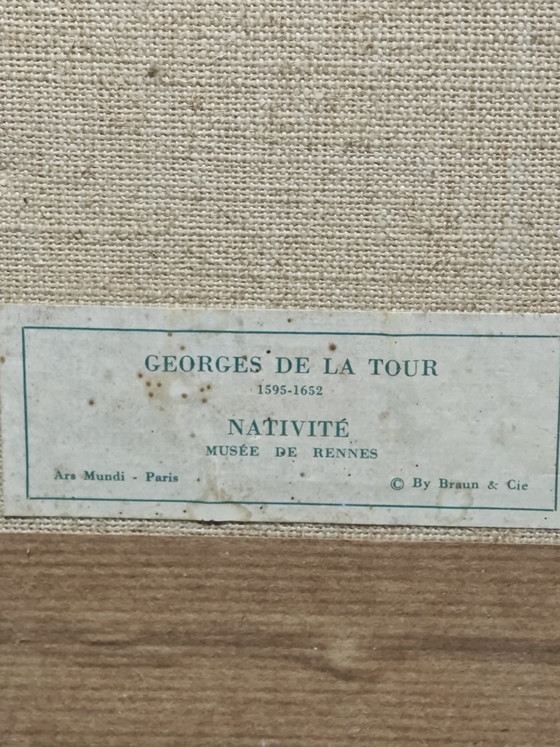 GEORGES DE LA TOUR
1595-1652
NATIVITÉ
MUSÉE DE RENNES
Ars Mundi - Paris
© By Braun & Cie